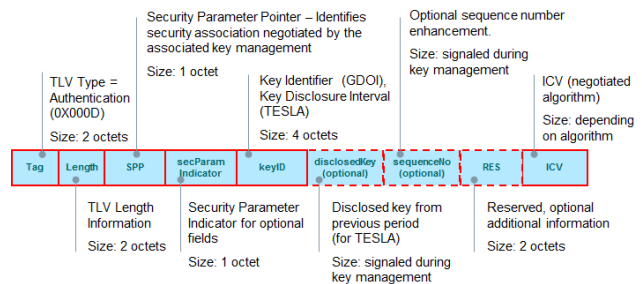 Security Parameter Pointer – Identifies
security association negotiated by the
associated key management
Size: 1 octet
Optional sequence number
enhancement.
Size: signaled during
key management
TLV Type =
Authentication
(0X000D)
Size: 2 octets
Key Identifier (GDOI),
Key Disclosure Interval
(TESLA)
Size: 4 octets
ICV (negotiated
algorithm)
Size: depending
on algorithm
Tag
Length
SPP
secParam
Indicator
keyID
disclosedKey
(optional)
sequenceNo
(optional)
RES
ICV
TLV Length
Information
Size: 2 octets
Security Parameter
Indicator for optional
fields
Size: 1 octet
Disclosed key from
previous period
(for TESLA)
Size: signaled during
key management
Reserved, optional
additional information
Size: 2 octets